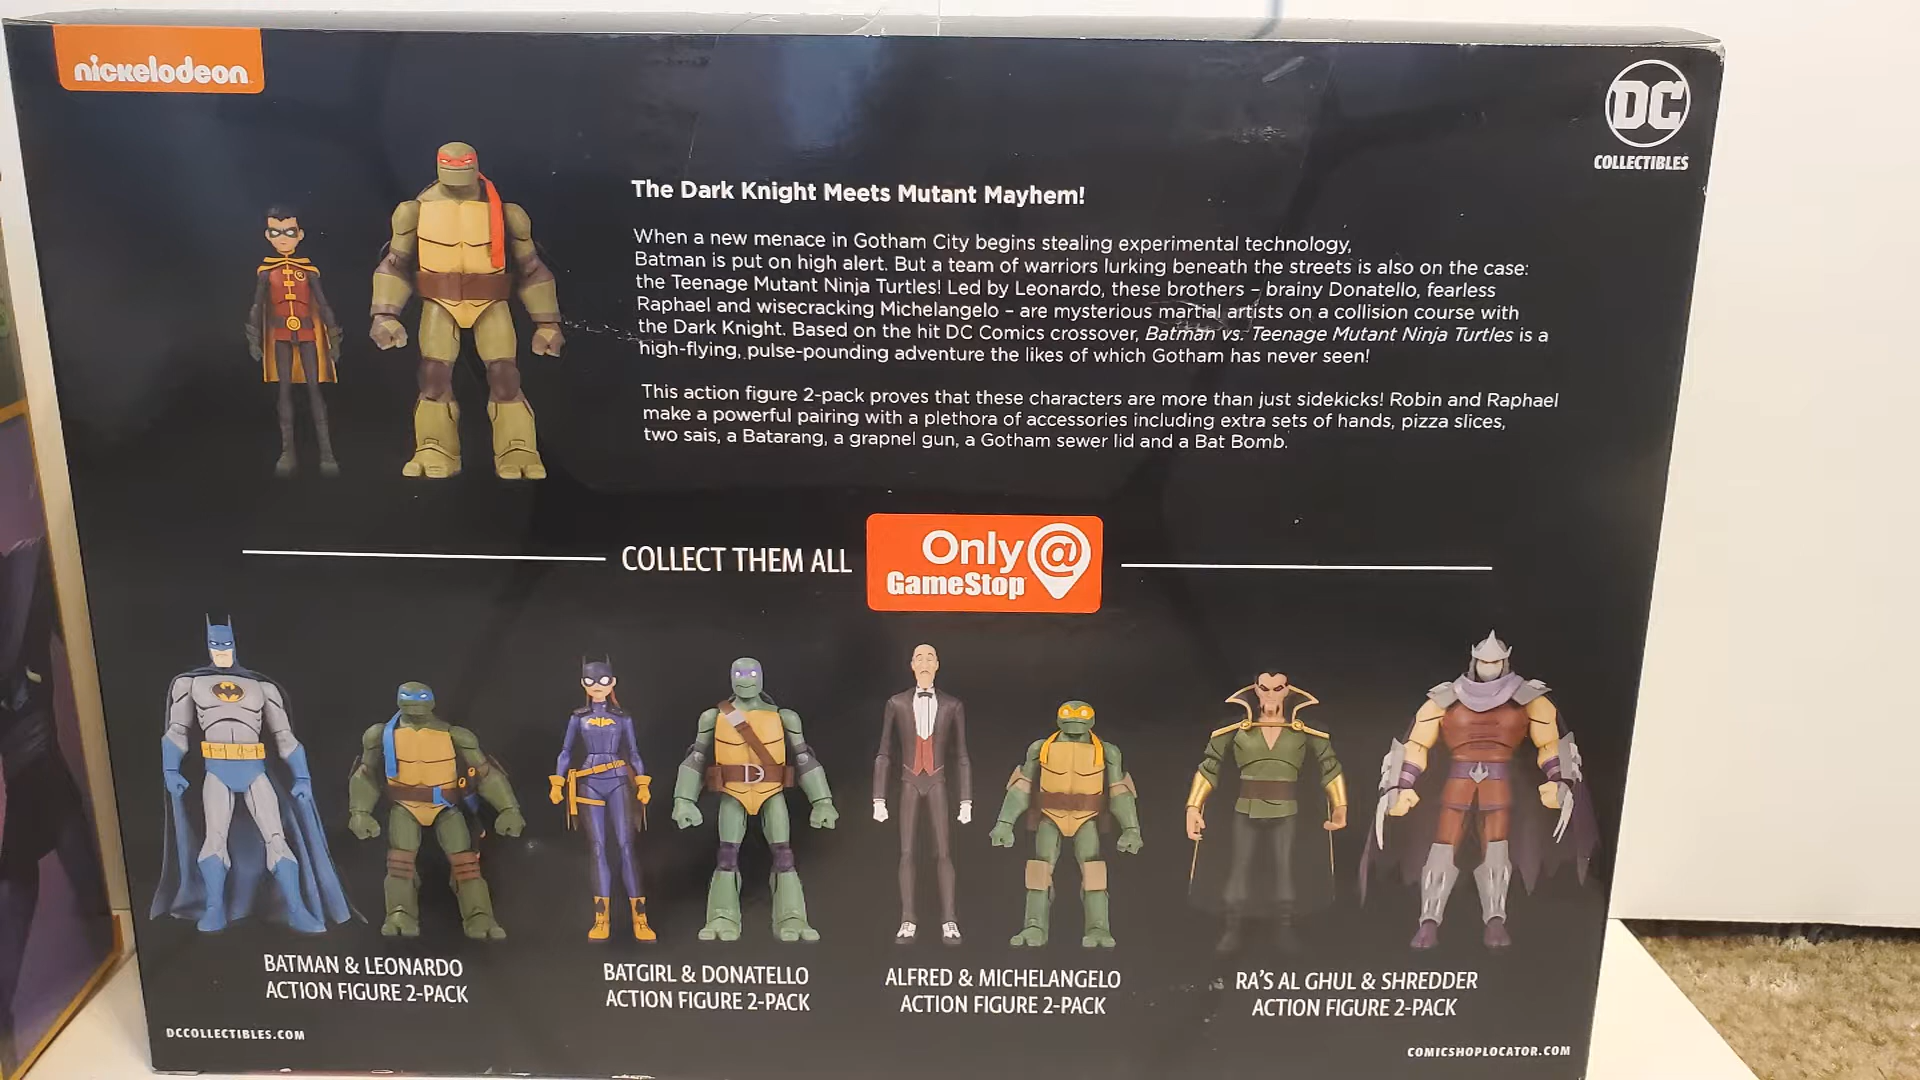 nickelodeon
DC
COLLECTIBLES
The Dark Knight Meets Mutant Mayhem!
When a new menace in Gotham City begins stealing experimental technology,
Batman is put on high alert. But a team of warriors lurking beneath the streets is also on the case:
the Teenage Mutant Ninja Turtles! Led by Leonardo, these brothers – brainy Donatello, fearless
Raphael and wisecracking Michelangelo – are mysterious martial artists on a collision course with
the Dark Knight. Based on the hit DC Comics crossover, Batman vs. Teenage Mutant Ninja Turtles is a
high-flying, pulse-pounding adventure the likes of which Gotham has never seen!
This action figure 2-pack proves that these characters are more than just sidekicks! Robin and Raphael
make a powerful pairing with a plethora of accessories including extra sets of hands, pizza slices,
two sais, a Batarang, a grapnel gun, a Gotham sewer lid and a Bat Bomb.
COLLECT THEM ALL
Only@
GameStop
BATMAN & LEONARDO
ACTION FIGURE 2-PACK
BATGIRL & DONATELLO
ACTION FIGURE 2-PACK
ALFRED & MICHELANGELO
ACTION FIGURE 2-PACK
RA'S AL GHUL & SHREDDER
ACTION FIGURE 2-PACK
DCCOLLECTIBLES.COM
COMICSHOPLOCATOR.COM